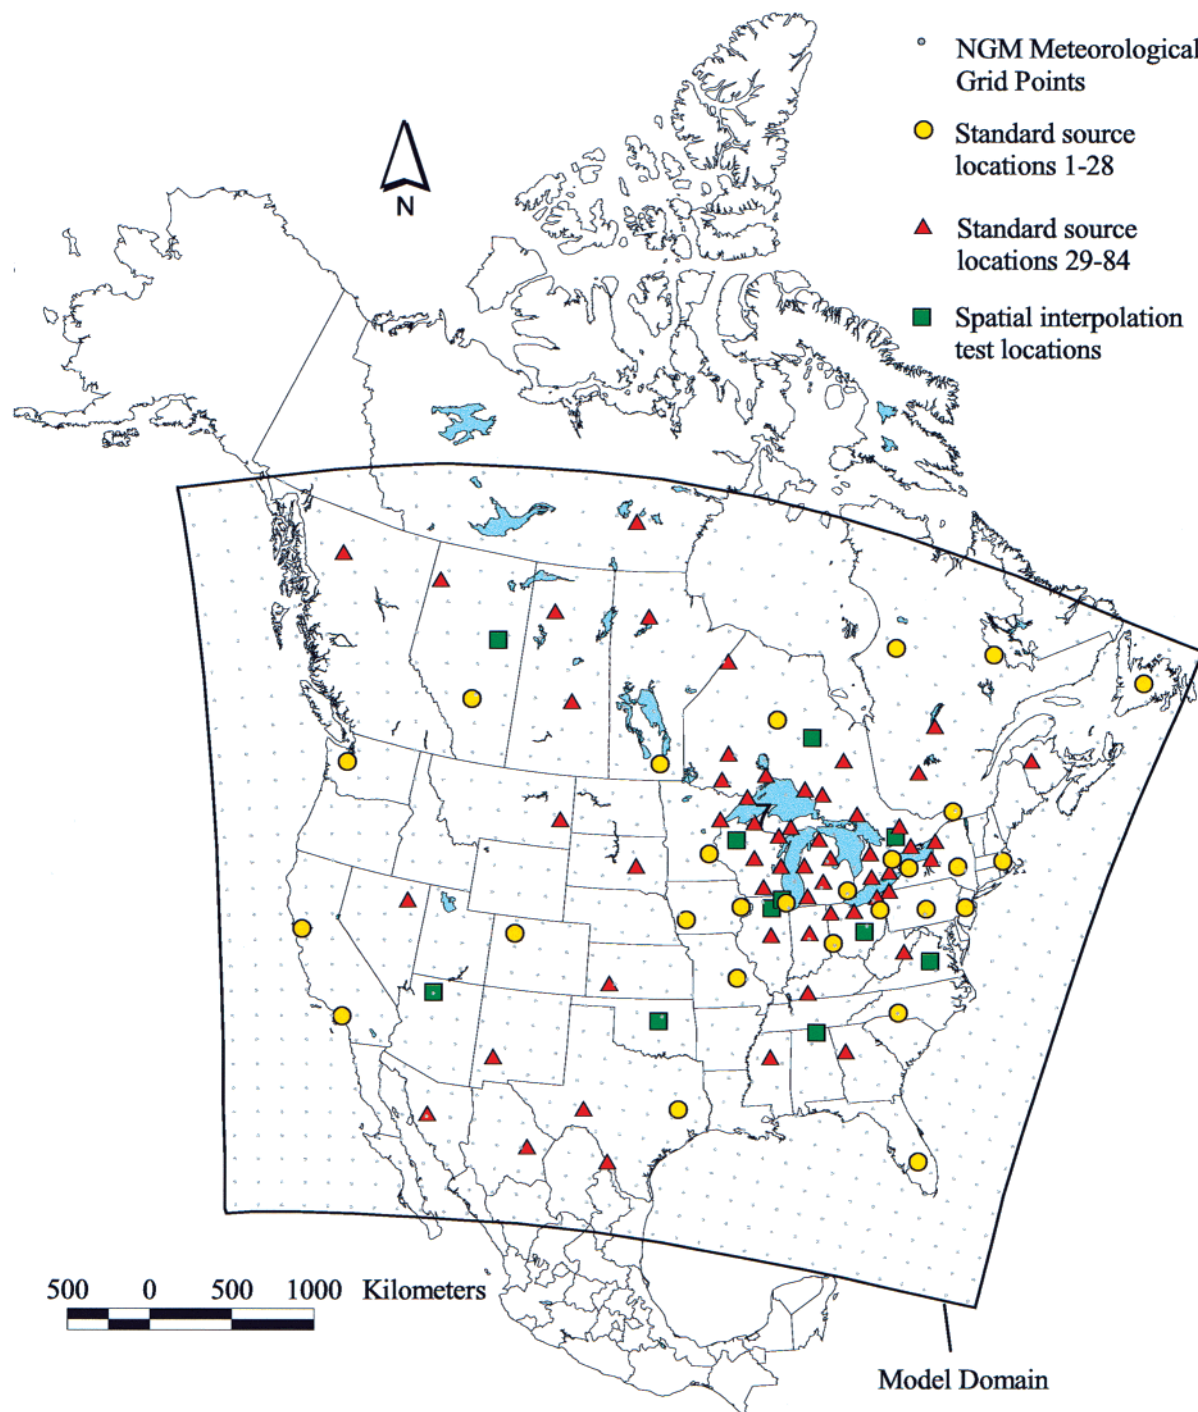 NGM Meteorological
Grid Points
Standard source
locations 1-28
Standard source
locations 29-84
Spatial interpolation
test locations
N
500 0 500 1000 Kilometers
Model Domain